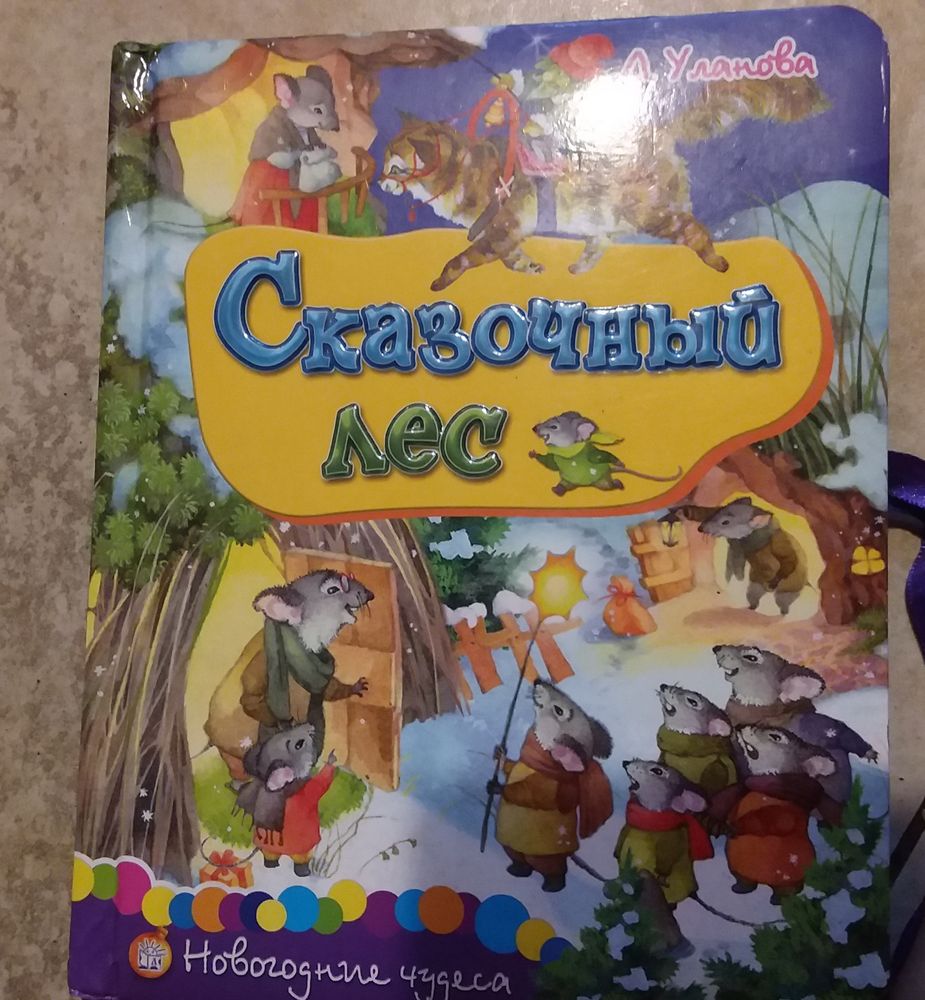 Л. Уланова
Сказочный
лес
Новогодние чудеса